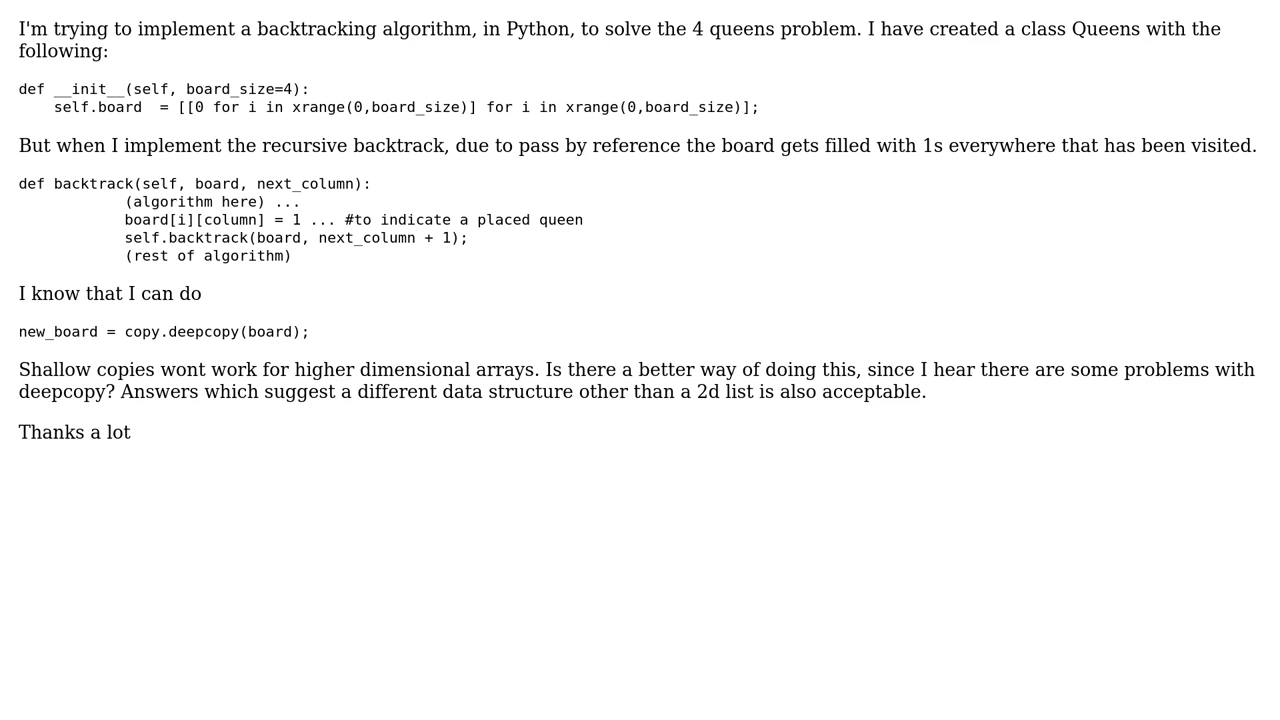 I'm trying to implement a backtracking algorithm, in Python, to solve the 4 queens problem. I have created a class Queens with the
following:
def __init__(self, board_size=4):
    self.board  = [[0 for i in xrange(0,board_size)] for i in xrange(0,board_size)];
But when I implement the recursive backtrack, due to pass by reference the board gets filled with 1s everywhere that has been visited.
def backtrack(self, board, next_column):
            (algorithm here) ...
            board[i][column] = 1 ... #to indicate a placed queen
            self.backtrack(board, next_column + 1);
            (rest of algorithm)
I know that I can do
new_board = copy.deepcopy(board);
Shallow copies wont work for higher dimensional arrays. Is there a better way of doing this, since I hear there are some problems with
deepcopy? Answers which suggest a different data structure other than a 2d list is also acceptable.
Thanks a lot